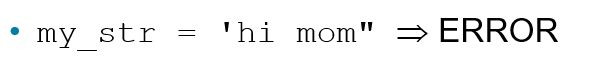 • my_str = 'hi mom" ⇒ ERROR